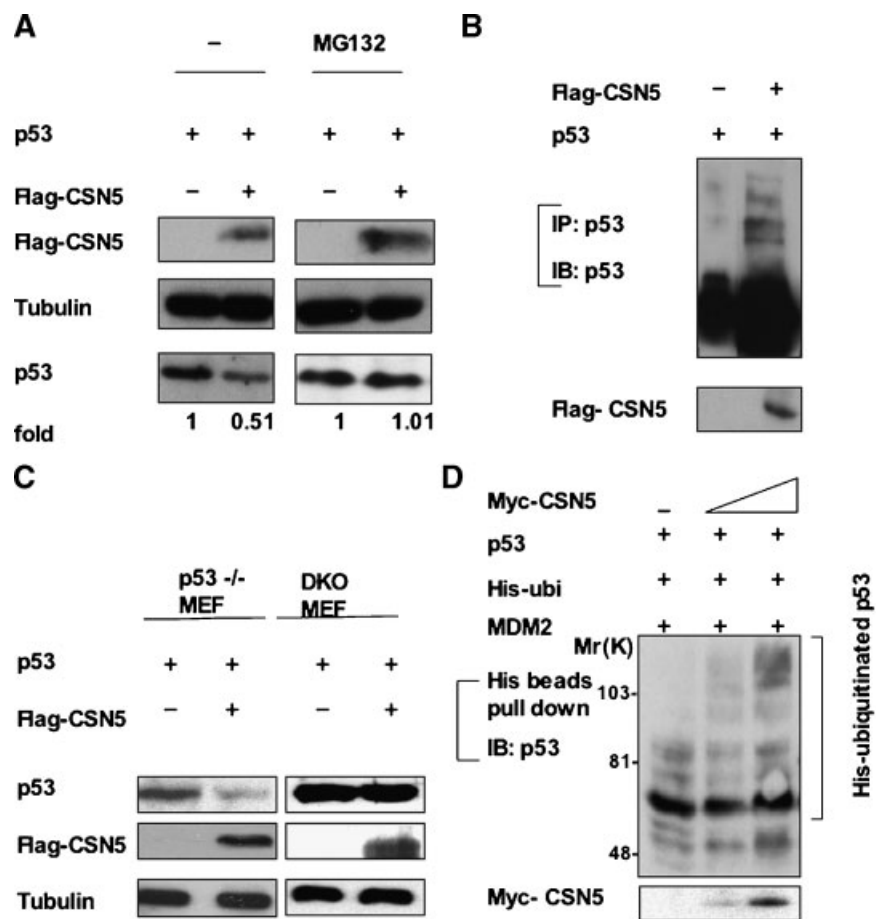 A
– MG132
p53 + + + +
Flag-CSN5 – + – +
Flag-CSN5
Tubulin
p53
fold 1 0.51 1 1.01
B
Flag-CSN5 – +
p53 + +
IP: p53
IB: p53
Flag- CSN5
C
p53 -/- MEF
DKO MEF
p53 + + + +
Flag-CSN5 – + – +
p53
Flag-CSN5
Tubulin
D
Myc-CSN5 –
p53 + + +
His-ubi + + +
MDM2 + + +
Mr(K)
His beads
pull down
IB: p53
103-
81-
48-
His-ubiquitinated p53
Myc- CSN5